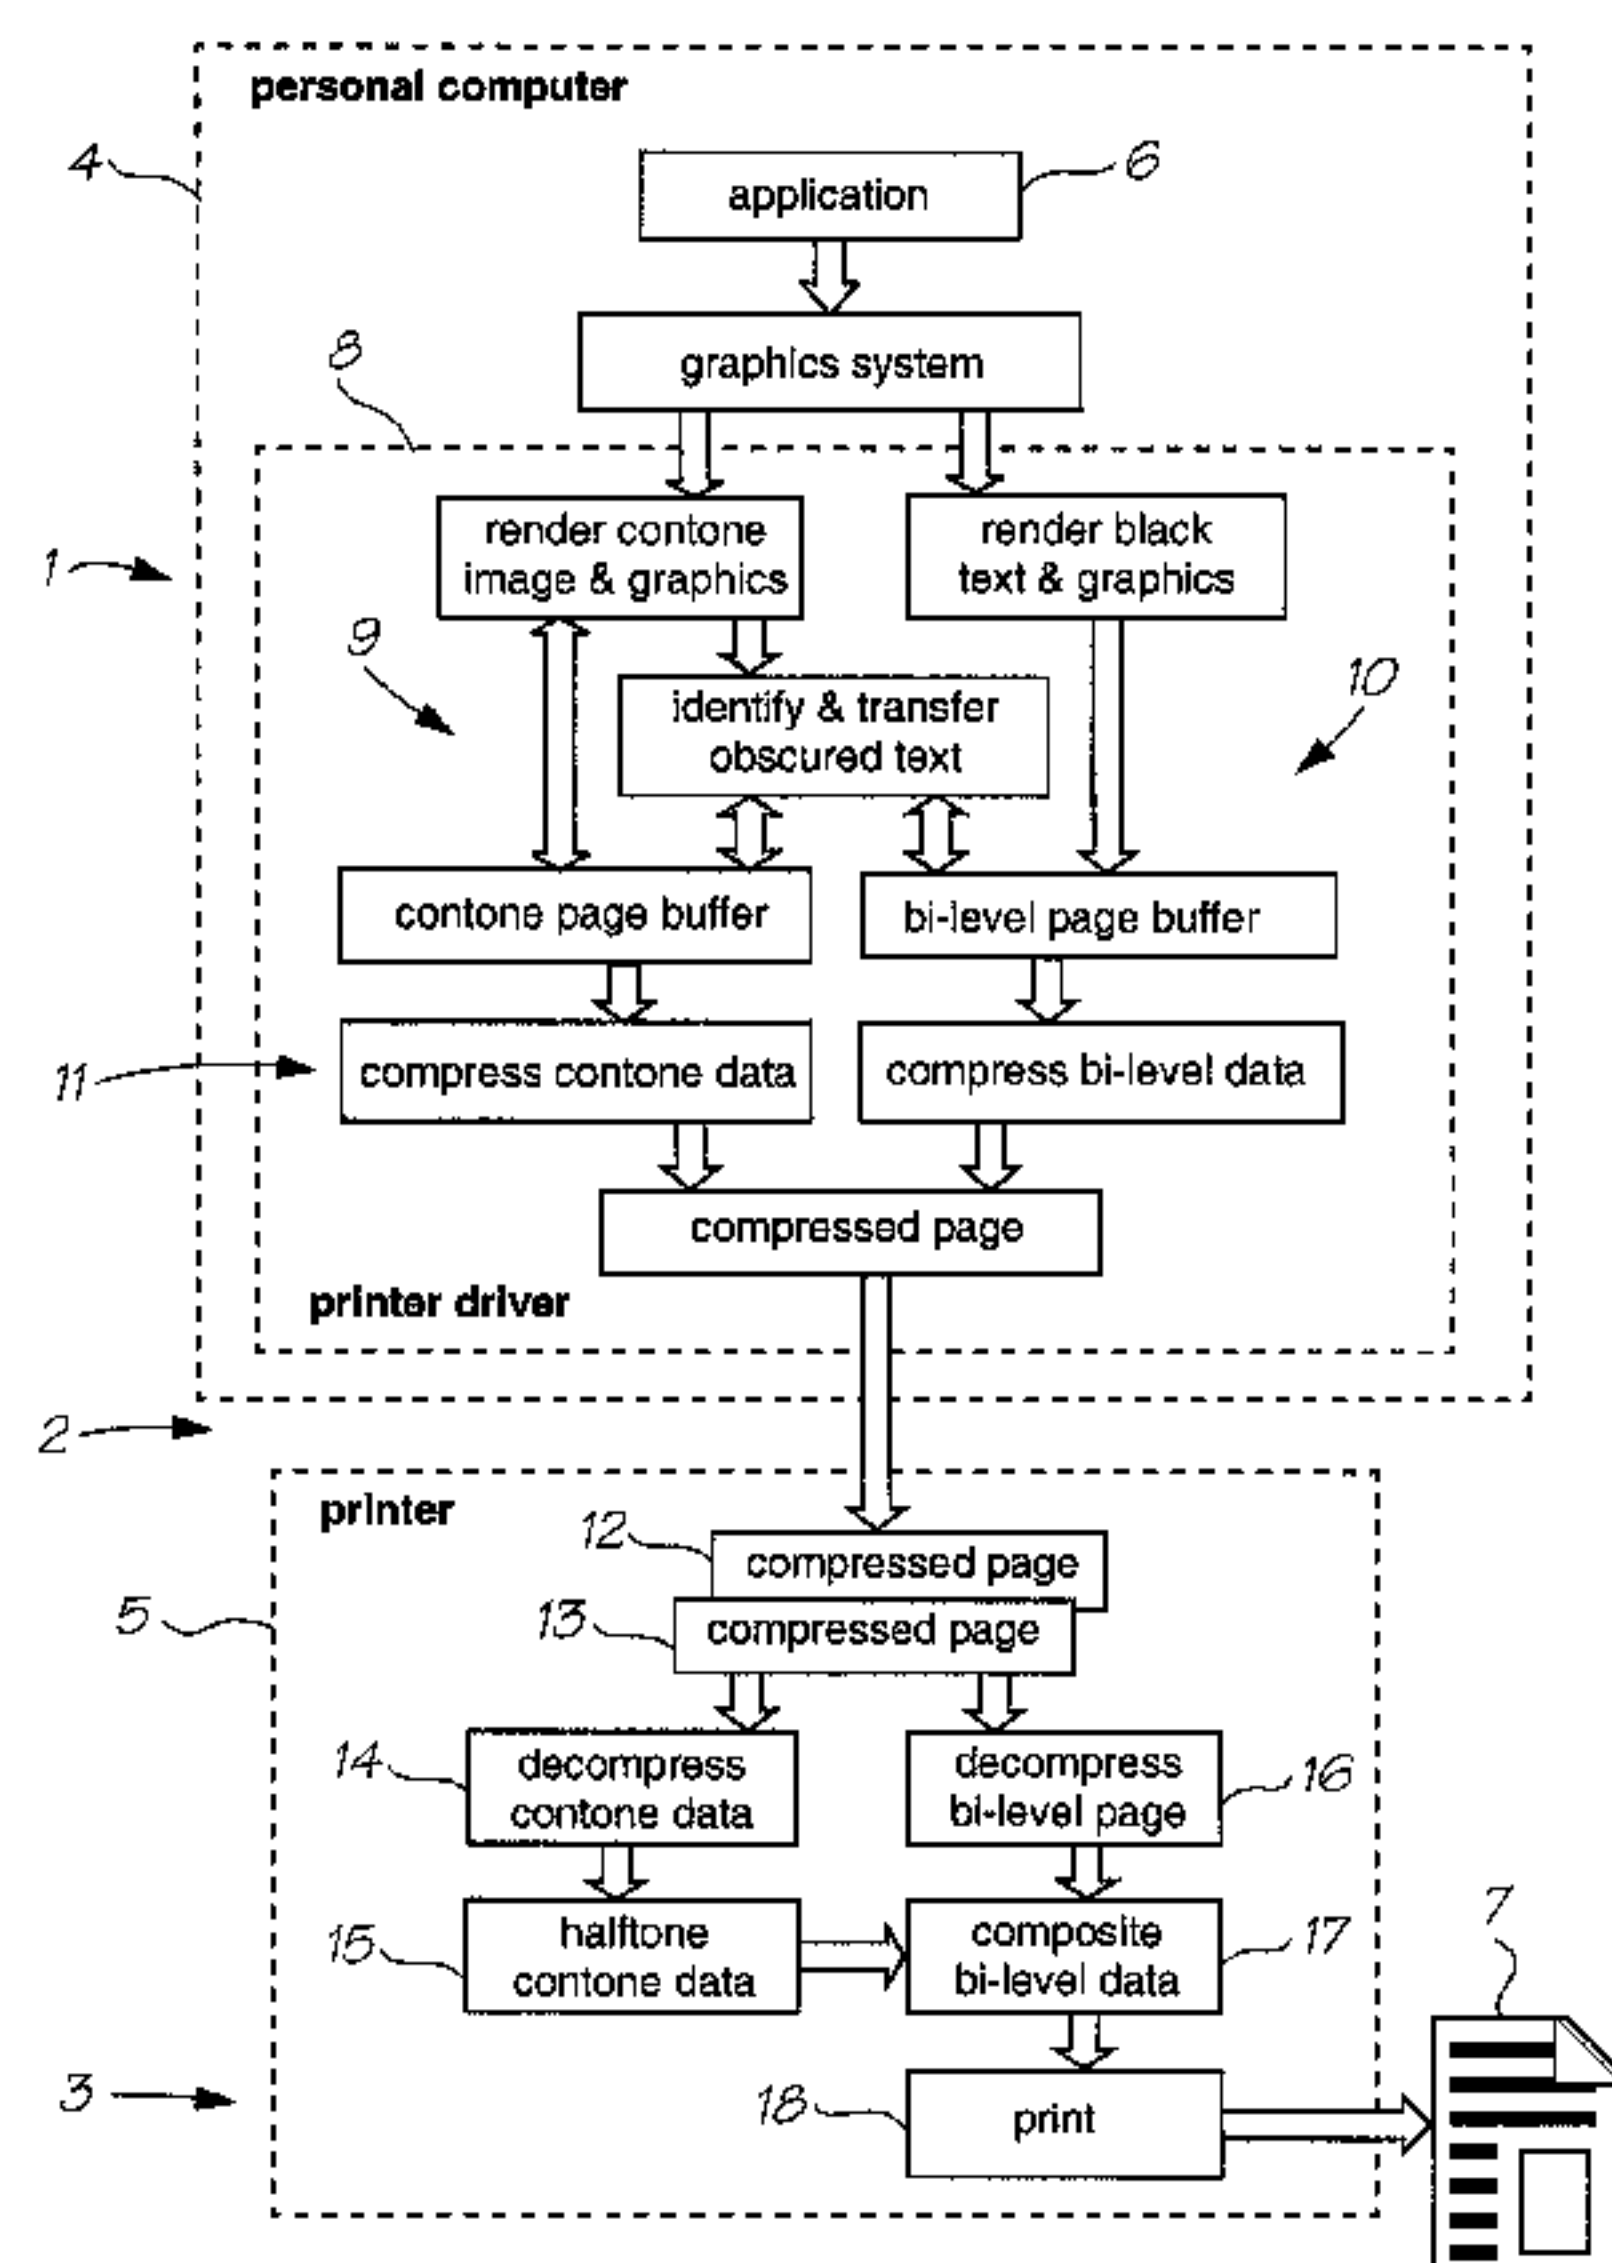 personal computer
4
application
6
graphics system
8
render contone
image & graphics
render black
text & graphics
1
9
identify & transfer
obscured text
10
contone page buffer
bi-level page buffer
11
compress contone data
compress bi-level data
compressed page
printer driver
2
printer
12
compressed page
5
13
compressed page
14
decompress
contone data
decompress
bi-level page
16
15
halftone
contone data
composite
bi-level data
17
7
3
18
print